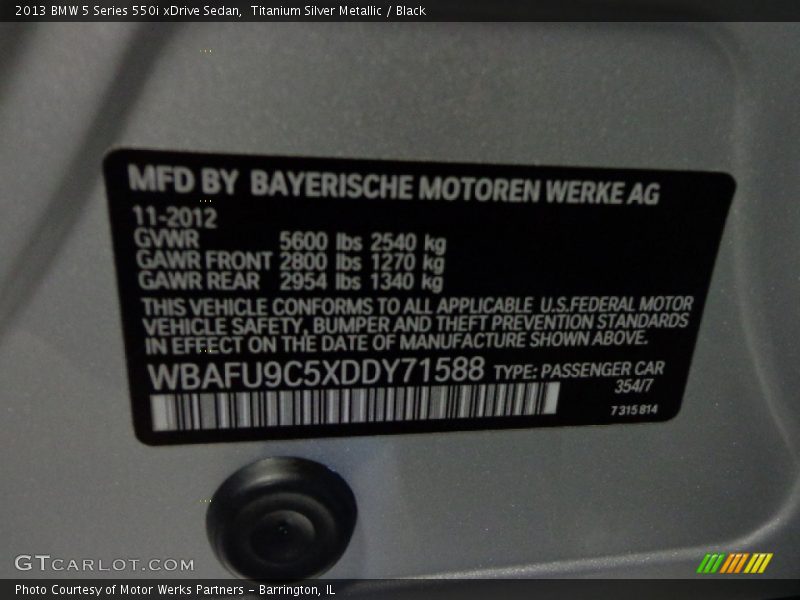 2013 BMW 5 Series 550i xDrive Sedan,  Titanium Silver Metallic / Black
MFD BY BAYERISCHE MOTOREN WERKE AG
11-2012
GVWR 5600 lbs 2540 kg
GAWR FRONT 2800 lbs 1270 kg
GAWR REAR 2954 lbs 1340 kg
THIS VEHICLE CONFORMS TO ALL APPLICABLE U.S.FEDERAL MOTOR
VEHICLE SAFETY, BUMPER AND THEFT PREVENTION STANDARDS
IN EFFECT ON THE DATE OF MANUFACTURE SHOWN ABOVE.
WBAFU9C5XDDY71588 TYPE: PASSENGER CAR
354/7
7 315 814
GTCARLOT.COM
Photo Courtesy of Motor Werks Partners - Barrington, IL